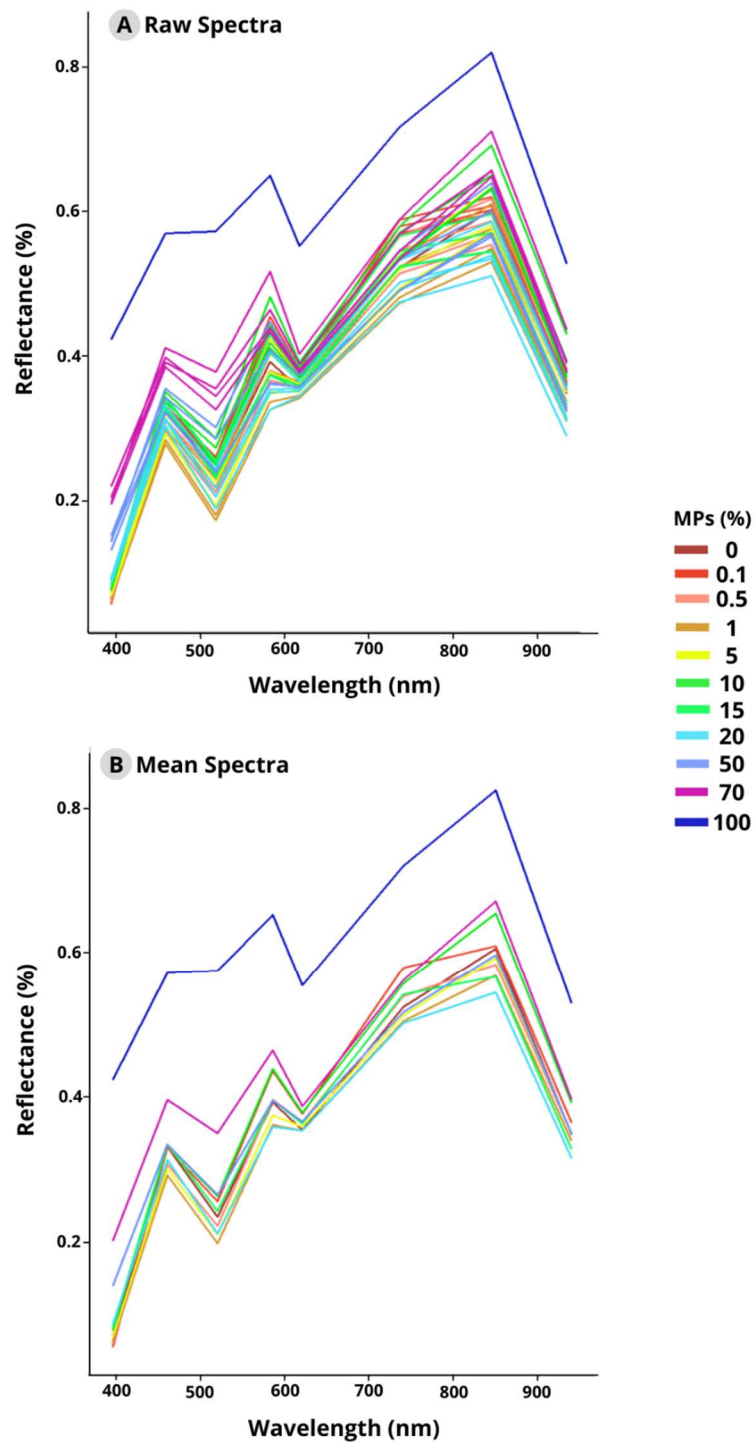 A Raw Spectra
0.8
0.6
0.4
0.2
Reflectance (%)
400 500 600 700 800 900
Wavelength (nm)
MPs (%)
0
0.1
0.5
1
5
10
15
20
50
70
100
B Mean Spectra
0.8
0.6
0.4
0.2
Reflectance (%)
400 500 600 700 800 900
Wavelength (nm)